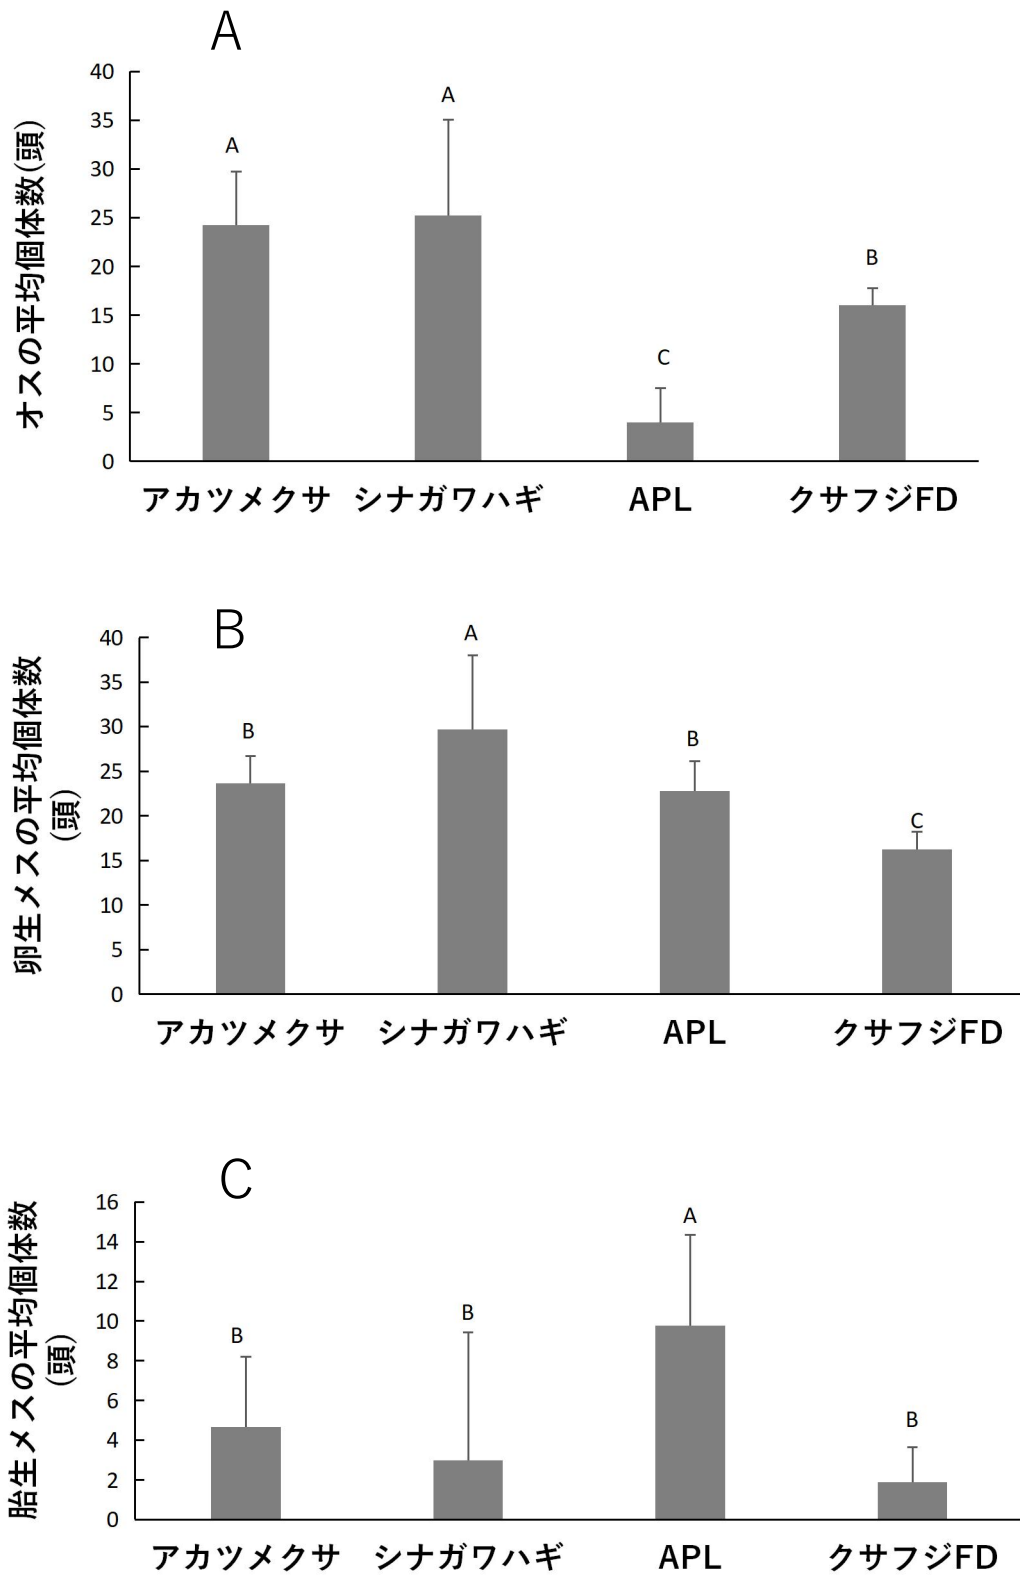 A
オスの平均個体数(頭)
40
35
30
25
20
15
10
5
0
A
A
C
B
アカツメクサ シナガワハギ APL クサフジFD
B
卵生メスの平均個体数
(頭)
40
35
30
25
20
15
10
5
0
B
A
B
C
アカツメクサ シナガワハギ APL クサフジFD
C
胎生メスの平均個体数
(頭)
16
14
12
10
8
6
4
2
0
B
B
A
B
アカツメクサ シナガワハギ APL クサフジFD